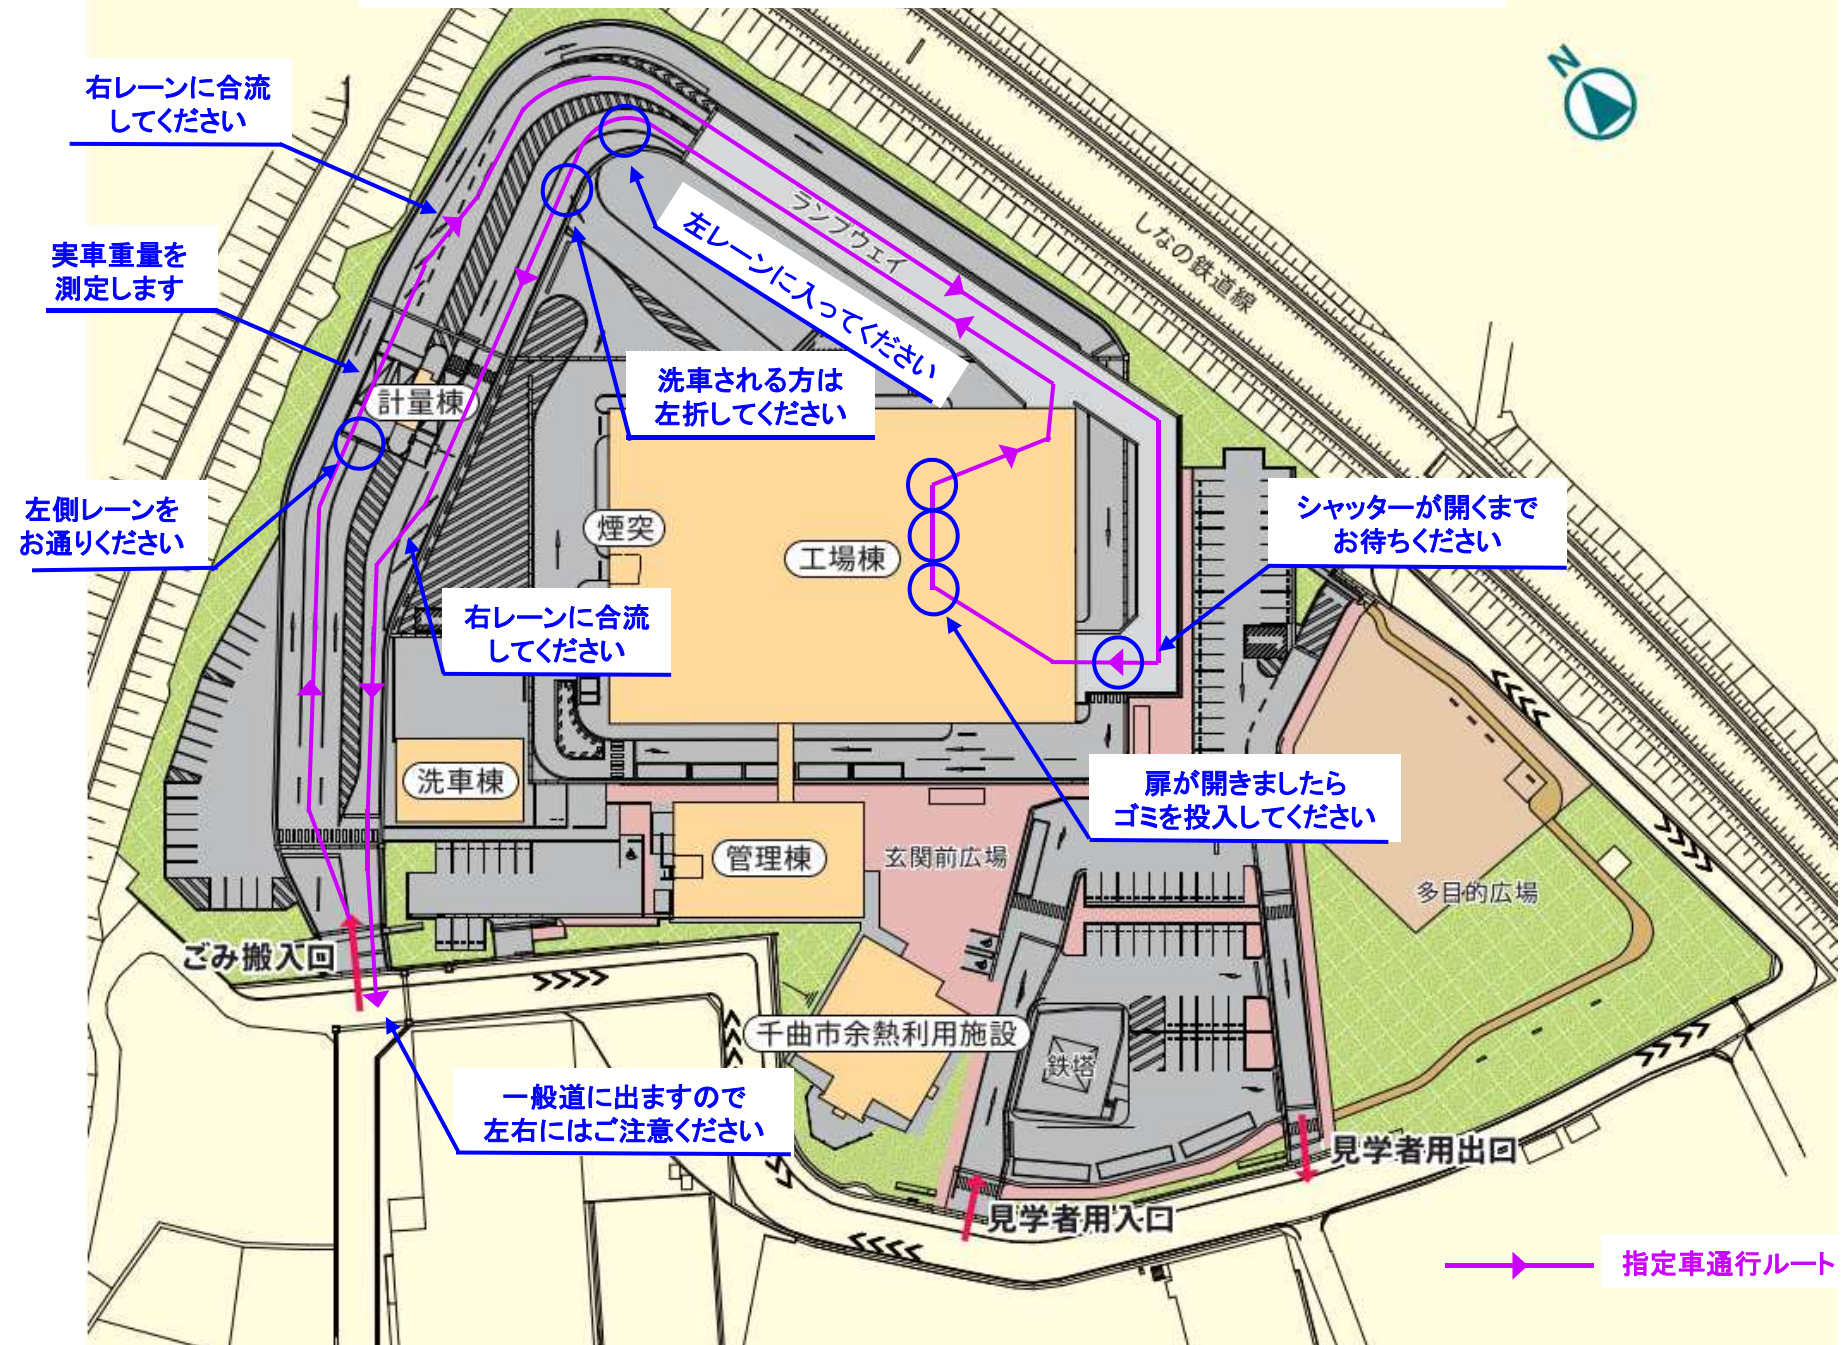 N
右レーンに合流
してください
実車重量を
測定します
左レーンに入ってください
ランプウェイ
しなの鉄道線
洗車される方は
左折してください
計量棟
左側レーンを
お通りください
煙突
工場棟
シャッターが開くまで
お待ちください
右レーンに合流
してください
洗車棟
扉が開きましたら
ゴミを投入してください
管理棟
玄関前広場
多目的広場
ごみ搬入口
千曲市余熱利用施設
鉄塔
一般道に出ますので
左右にはご注意ください
見学者用出口
見学者用入口
指定車通行ルート